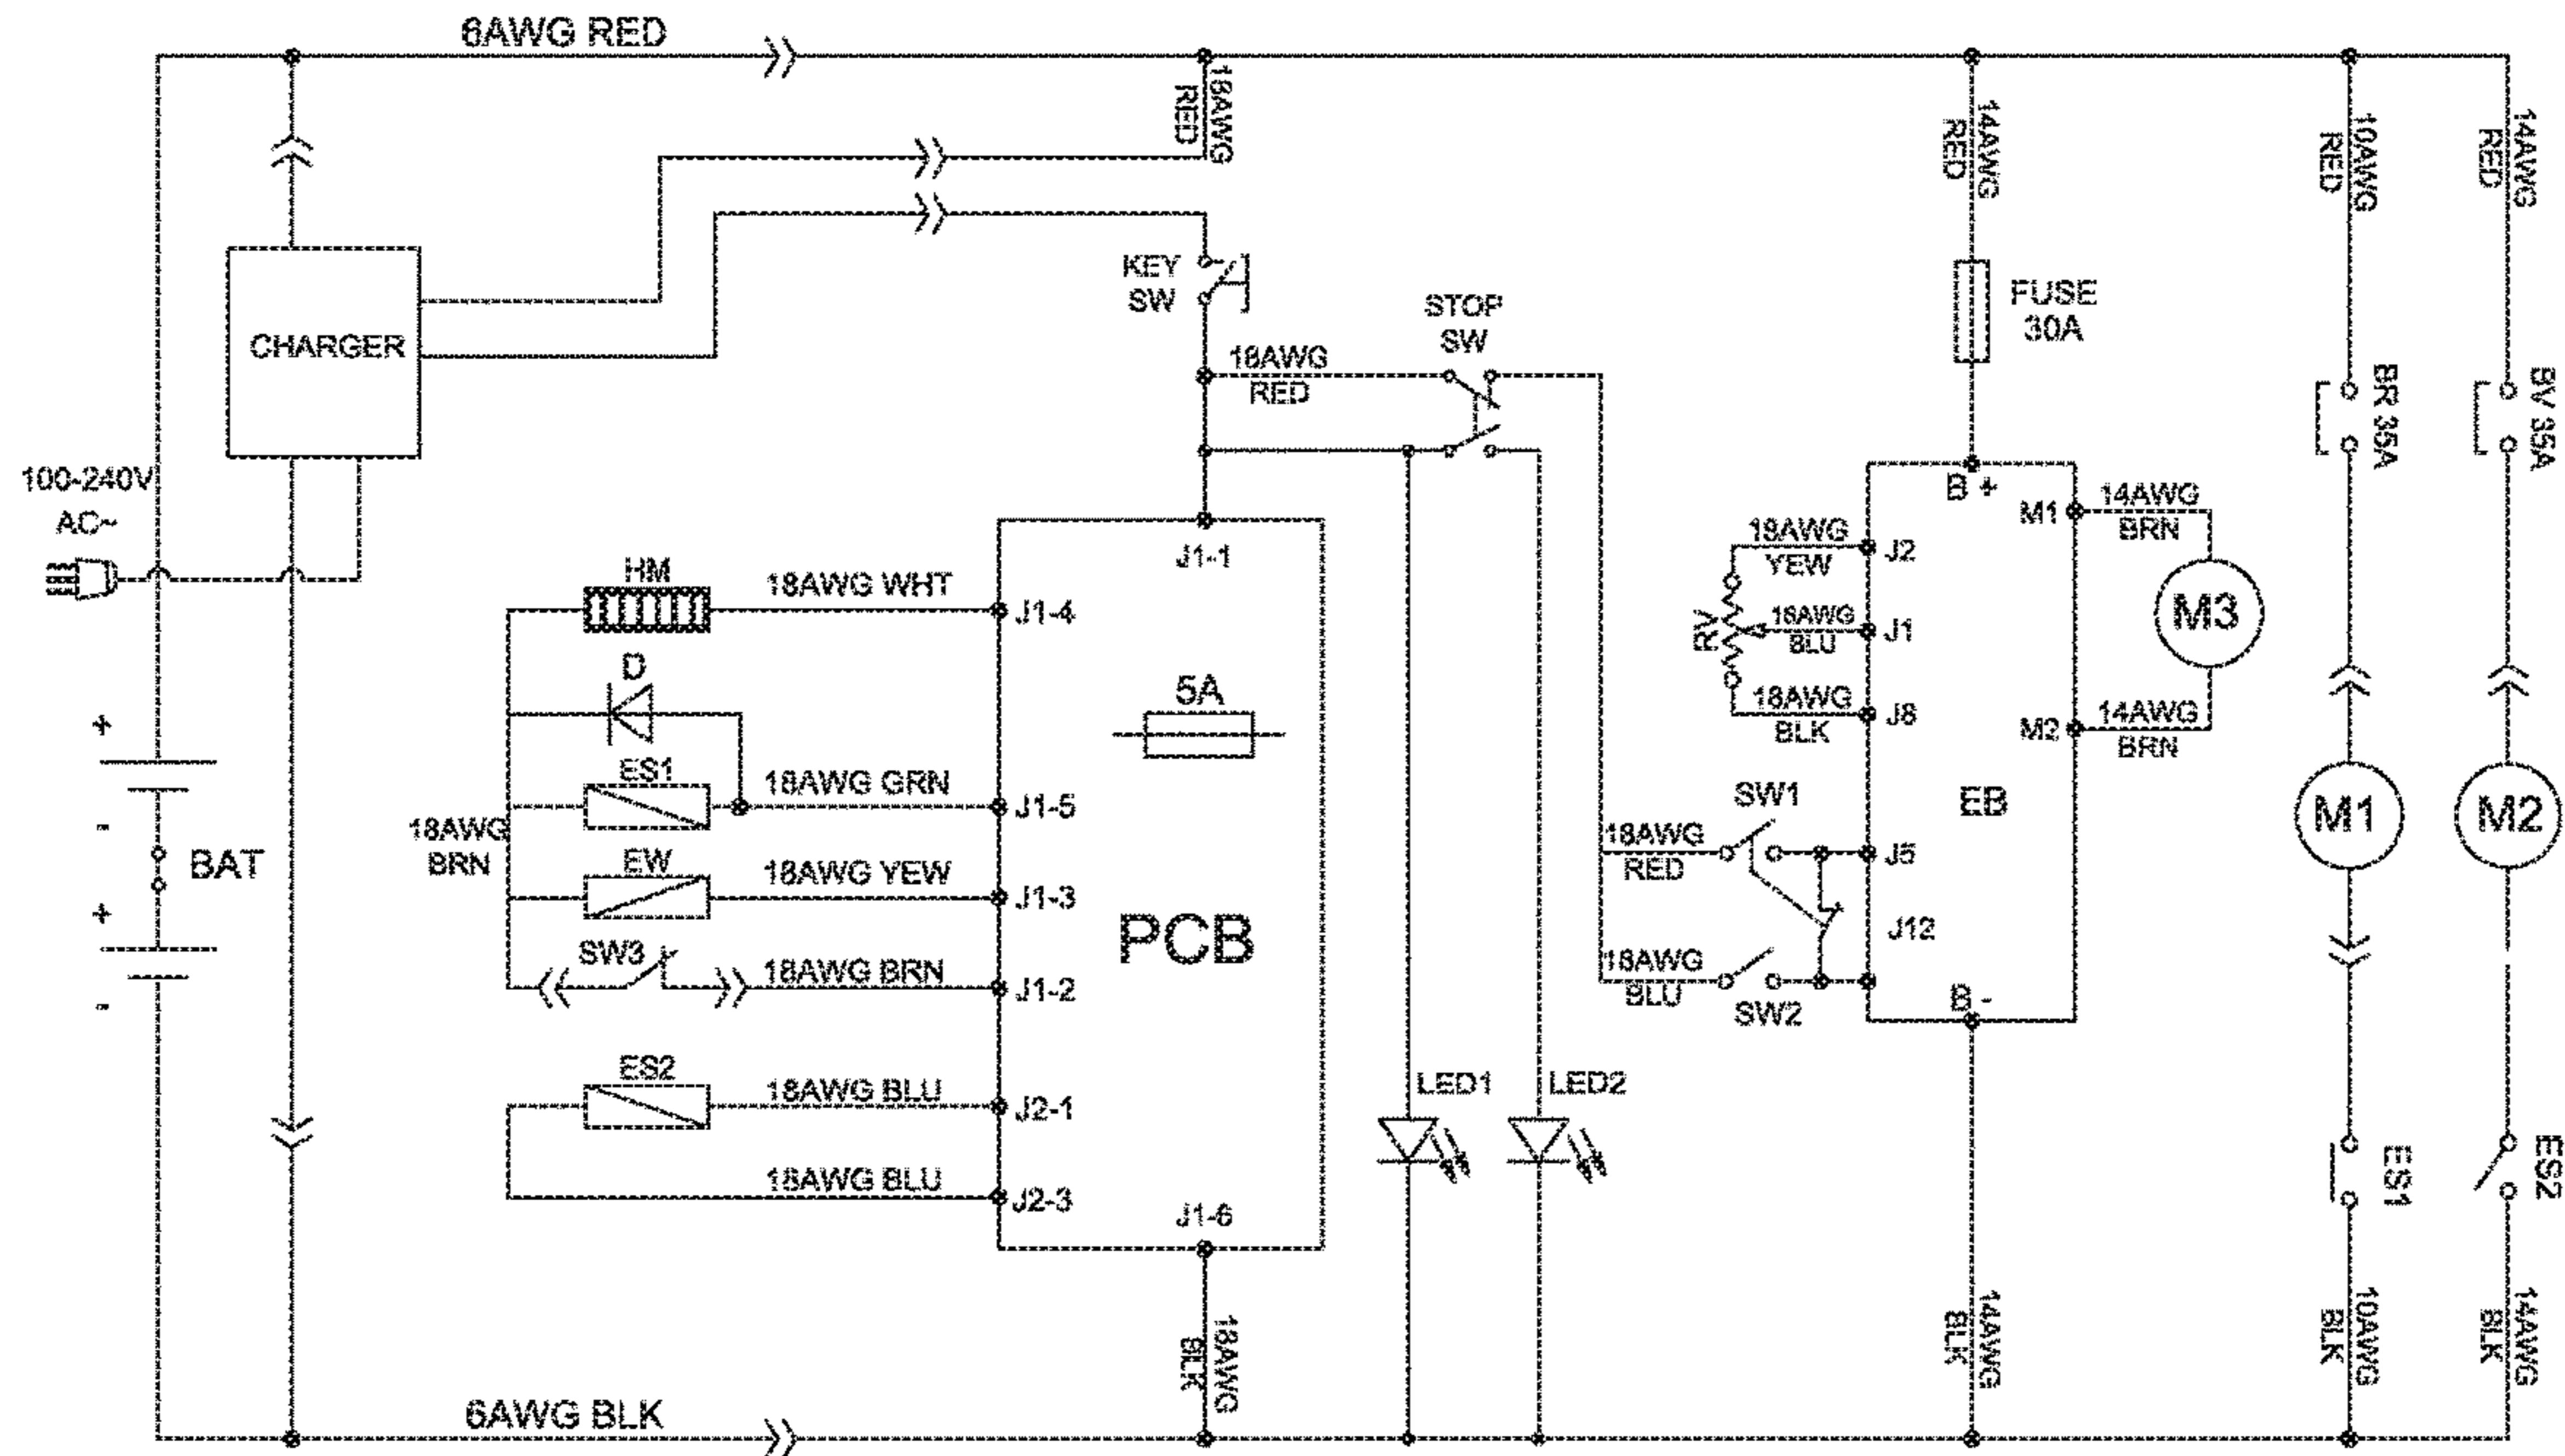 6AWG RED
18AWG
RED
14AWG
RED
10AWG
RED
14AWG
RED
KEY
SW
STOP
SW
FUSE
30A
CHARGER
18AWG
RED
BR 35A
BV 35A
100-240V
AC~
B +
M1
14AWG
BRN
J1-1
18AWG
YEW
J2
HM
18AWG WHT
J1-4
RV
18AWG
BLU
J1
M3
D
5A
18AWG
BLK
J8
M2
14AWG
BRN
+
-
ES1
18AWG GRN
J1-5
SW1
EB
M1
M2
18AWG
BRN
BAT
EW
18AWG YEW
J1-3
18AWG
RED
J5
+
-
PCB
J12
SW3
18AWG BRN
J1-2
18AWG
BLU
SW2
B -
ES2
18AWG BLU
J2-1
LED1
LED2
18AWG BLU
J2-3
J1-6
ES1
ES2
18AWG
BLK
14AWG
BLK
10AWG
BLK
14AWG
BLK
6AWG BLK